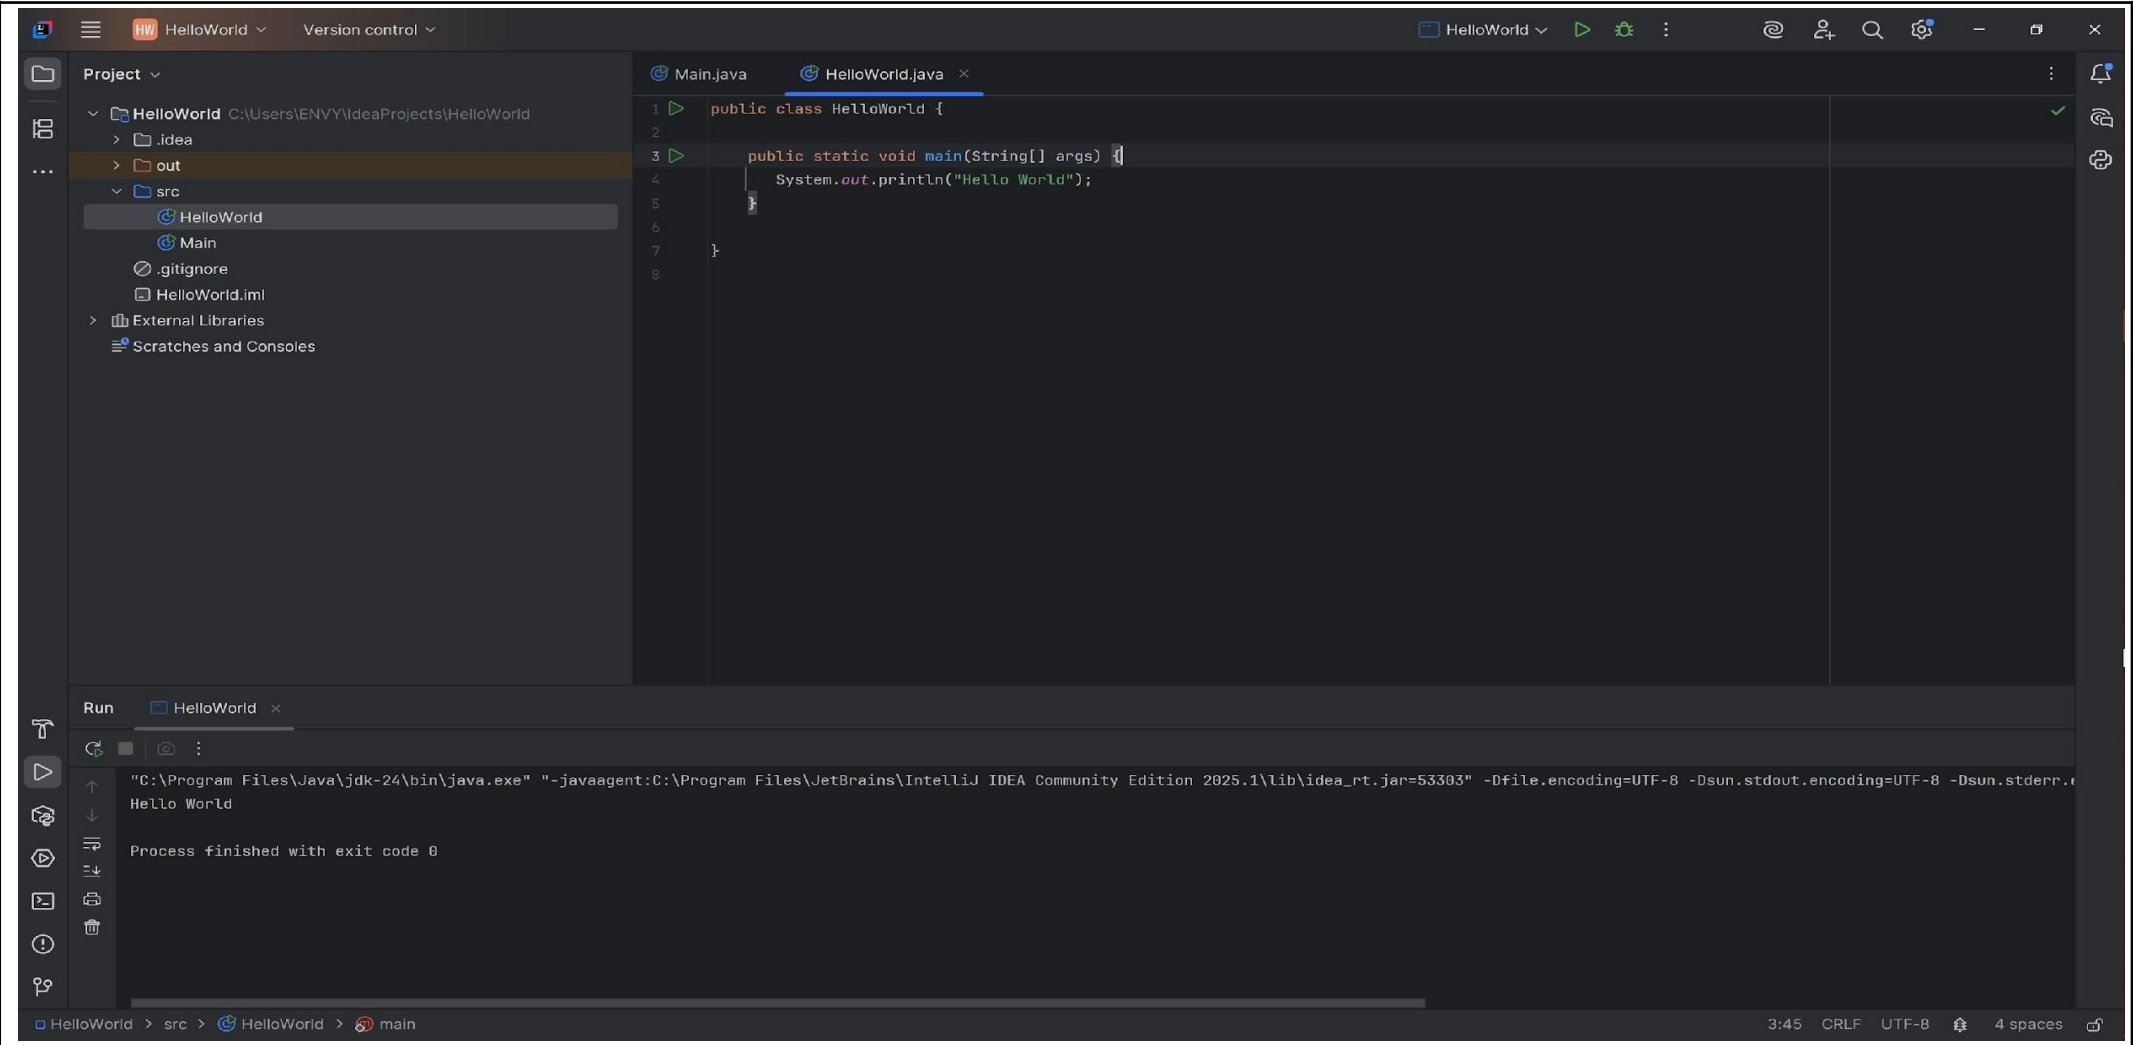 HW HelloWorld Version control HelloWorld
Project
HelloWorld C:\Users\ENVY\IdeaProjects\HelloWorld
.idea
out
src
HelloWorld
Main
.gitignore
HelloWorld.iml
External Libraries
Scratches and Consoles
Main.java HelloWorld.java
1 public class HelloWorld {
2
3 public static void main(String[] args) {
4 System.out.println("Hello World");
5 }
6
7 }
8
Run HelloWorld
"C:\Program Files\Java\jdk-24\bin\java.exe" "-javaagent:C:\Program Files\JetBrains\IntelliJ IDEA Community Edition 2025.1\lib\idea_rt.jar=53303" -Dfile.encoding=UTF-8 -Dsun.stdout.encoding=UTF-8 -Dsun.stderr.e
Hello World
Process finished with exit code 0
HelloWorld > src > HelloWorld > main 3:45 CRLF UTF-8 4 spaces